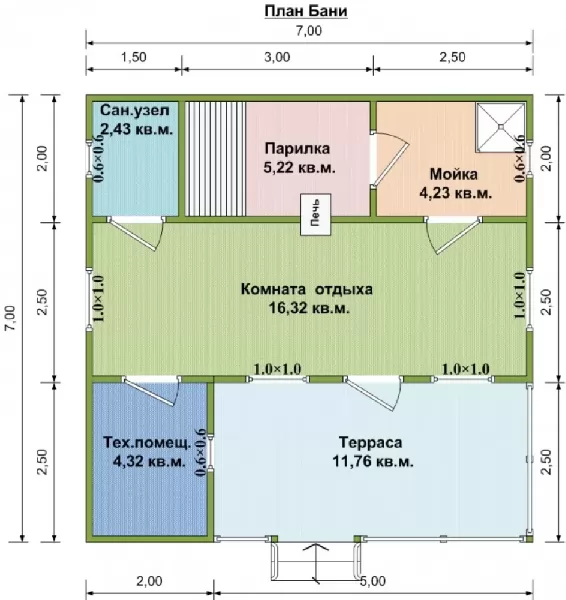 План Бани
7,00
1,50 3,00 2,50
Сан.узел
2,43 кв.м.
Парилка
5,22 кв.м.
Мойка
4,23 кв.м.
2,00
0.6×0.6
0.6×0.6
2,00
Печь
7,00
2,50
1.0×1.0
Комната отдыха
16,32 кв.м.
1.0×1.0
2,50
1.0×1.0
1.0×1.0
2,50
Тех.помещ.
4,32 кв.м.
0.6×0.6
Терраса
11,76 кв.м.
2,50
2,00 5,00